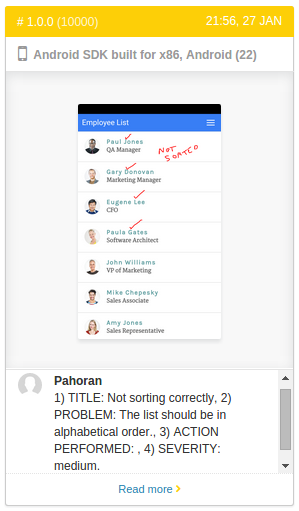 # 1.0.0 (10000) 21:56, 27 JAN
Android SDK built for x86, Android (22)
Employee List
Paul Jones
QA Manager
NOT
SORTED
Gary Donovan
Marketing Manager
Eugene Lee
CFO
Paula Gates
Software Architect
John Williams
VP of Marketing
Mike Chepesky
Sales Associate
Amy Jones
Sales Representative
Pahoran
1) TITLE: Not sorting correctly, 2)
PROBLEM: The list should be in
alphabetical order., 3) ACTION
PERFORMED: , 4) SEVERITY:
medium.
Read more >